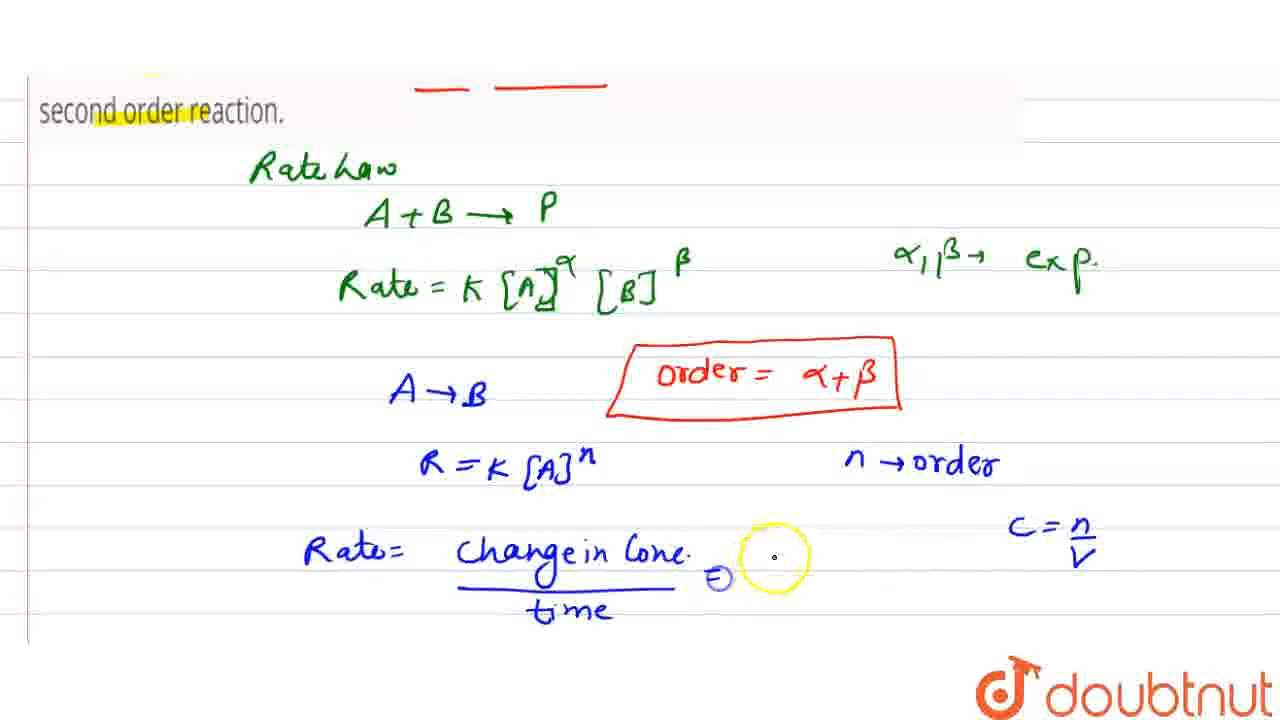 second order reaction.
Rate Law
A + B → P
Rate = K [A]^α [B]^β
α, β → exp.
order = α + β
A → B
R = K [A]^n
n → order
C = n/V
Rate = Change in Conc. / time =
doubtnut